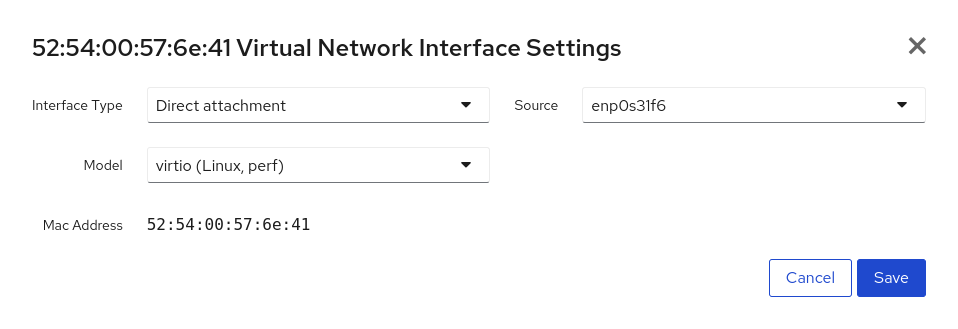 52:54:00:57:6e:41 Virtual Network Interface Settings
Interface Type Direct attachment Source enp0s31f6
Model virtio (Linux, perf)
Mac Address 52:54:00:57:6e:41
Cancel Save